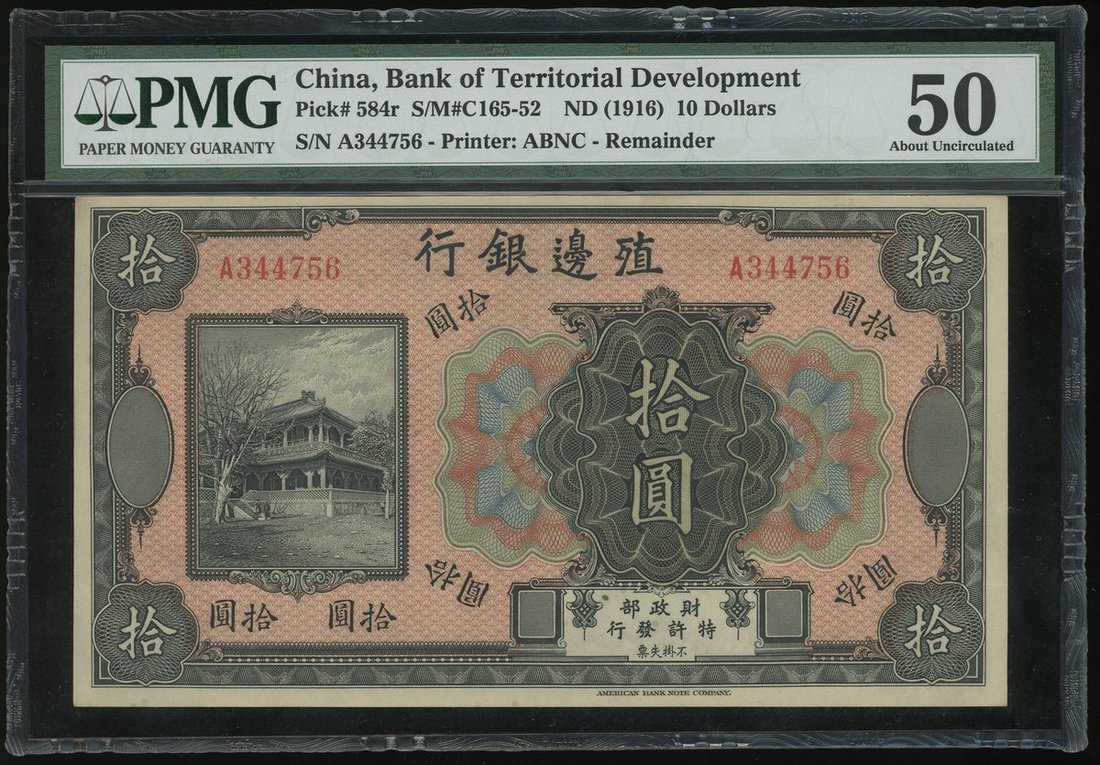 PMG
PAPER MONEY GUARANTY
China, Bank of Territorial Development
Pick# 584r S/M#C165-52 ND (1916) 10 Dollars
S/N A344756 - Printer: ABNC - Remainder
50
About Uncirculated
拾
拾
殖邊銀行
A344756
A344756
拾圓
拾圓
拾圓
拾圓
拾圓
拾圓 拾圓
財政部
特許發行
不掛失票
拾
拾
AMERICAN BANK NOTE COMPANY.